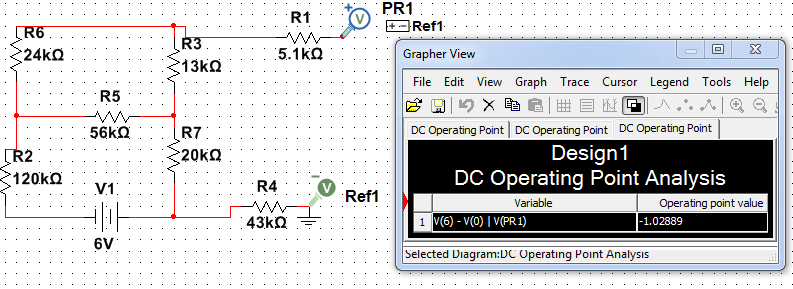 PR1
Ref1
R1
5.1kΩ
R6
24kΩ
R3
13kΩ
R5
56kΩ
R7
20kΩ
R2
120kΩ
V1
6V
R4
43kΩ
Ref1
V
V
Grapher View
File Edit View Graph Trace Cursor Legend Tools Help
DC Operating Point DC Operating Point DC Operating Point
Design1
DC Operating Point Analysis
Variable Operating point value
1 V(6) - V(0) | V(PR1) -1.02889
Selected Diagram:DC Operating Point Analysis